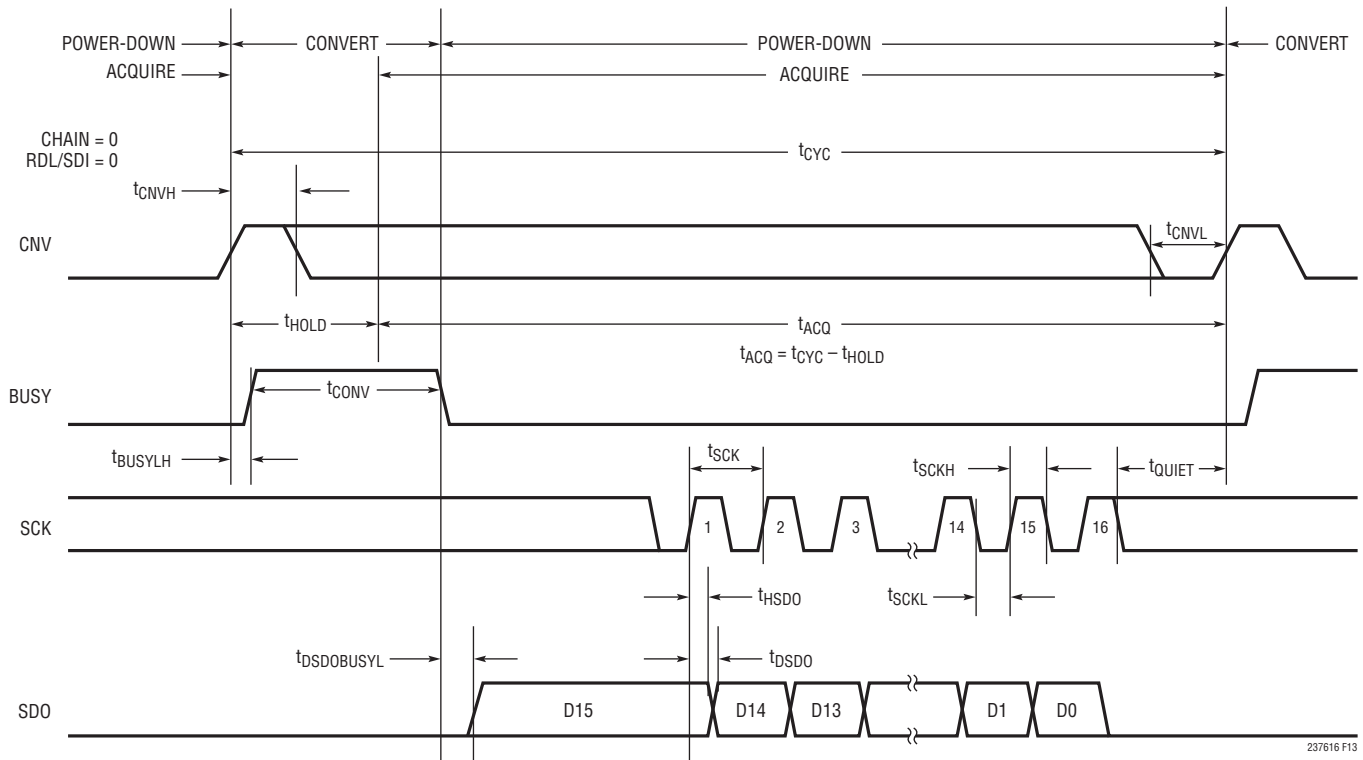 POWER-DOWN CONVERT POWER-DOWN CONVERT
ACQUIRE ACQUIRE
CHAIN = 0
RDL/SDI = 0
tCYC
tCNVH
CNV
tCNVL
tHOLD tACQ
tACQ = tCYC – tHOLD
BUSY
tCONV
tBUSYLH
tSCK tSCKH tQUIET
SCK 1 2 3 14 15 16
tHSDO tSCKL
tDSDOBUSYL tDSDO
SDO D15 D14 D13 D1 D0
237616 F13